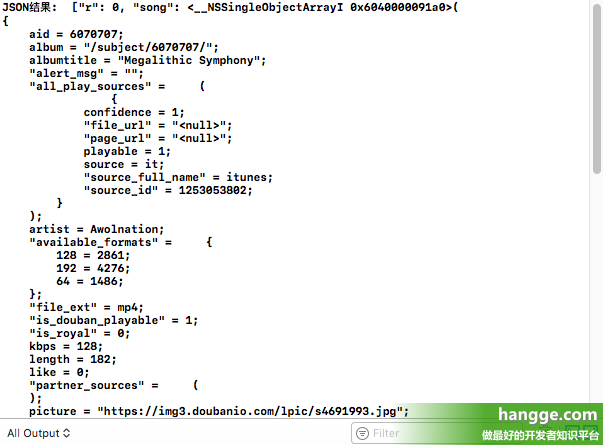 JSON结果:  ["r": 0, "song": <__NSSingleObjectArrayI 0x6040000091a0>(
{
    aid = 6070707;
    album = "/subject/6070707/";
    albumtitle = "Megalithic Symphony";
    "alert_msg" = "";
    "all_play_sources" =     (
                {
            confidence = 1;
            "file_url" = "<null>";
            "page_url" = "<null>";
            playable = 1;
            source = it;
            "source_full_name" = itunes;
            "source_id" = 1253053802;
        }
    );
    artist = Awolnation;
    "available_formats" =     {
        128 = 2861;
        192 = 4276;
        64 = 1486;
    };
    "file_ext" = mp4;
    "is_douban_playable" = 1;
    "is_royal" = 0;
    kbps = 128;
    length = 182;
    like = 0;
    "partner_sources" =     (
    );
    picture = "https://img3.doubanio.com/lpic/s4691993.jpg";
All Output
Filter
hangge.com
做最好的开发者知识平台